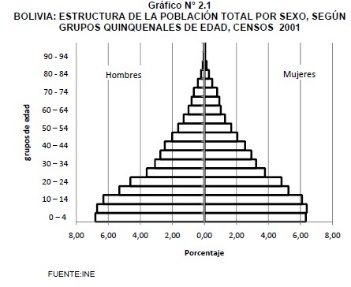 Gráfico N° 2.1
BOLIVIA: ESTRUCTURA DE LA POBLACIÓN TOTAL POR SEXO, SEGÚN
GRUPOS QUINQUENALES DE EDAD, CENSOS 2001
Hombres
Mujeres
grupos de edad
90 - 94
80 - 84
70 - 74
60 - 64
50 - 54
40 - 44
30 - 34
20 - 24
10 - 14
0 - 4
8,00 6,00 4,00 2,00 0,00 2,00 4,00 6,00 8,00
Porcentaje
FUENTE:INE